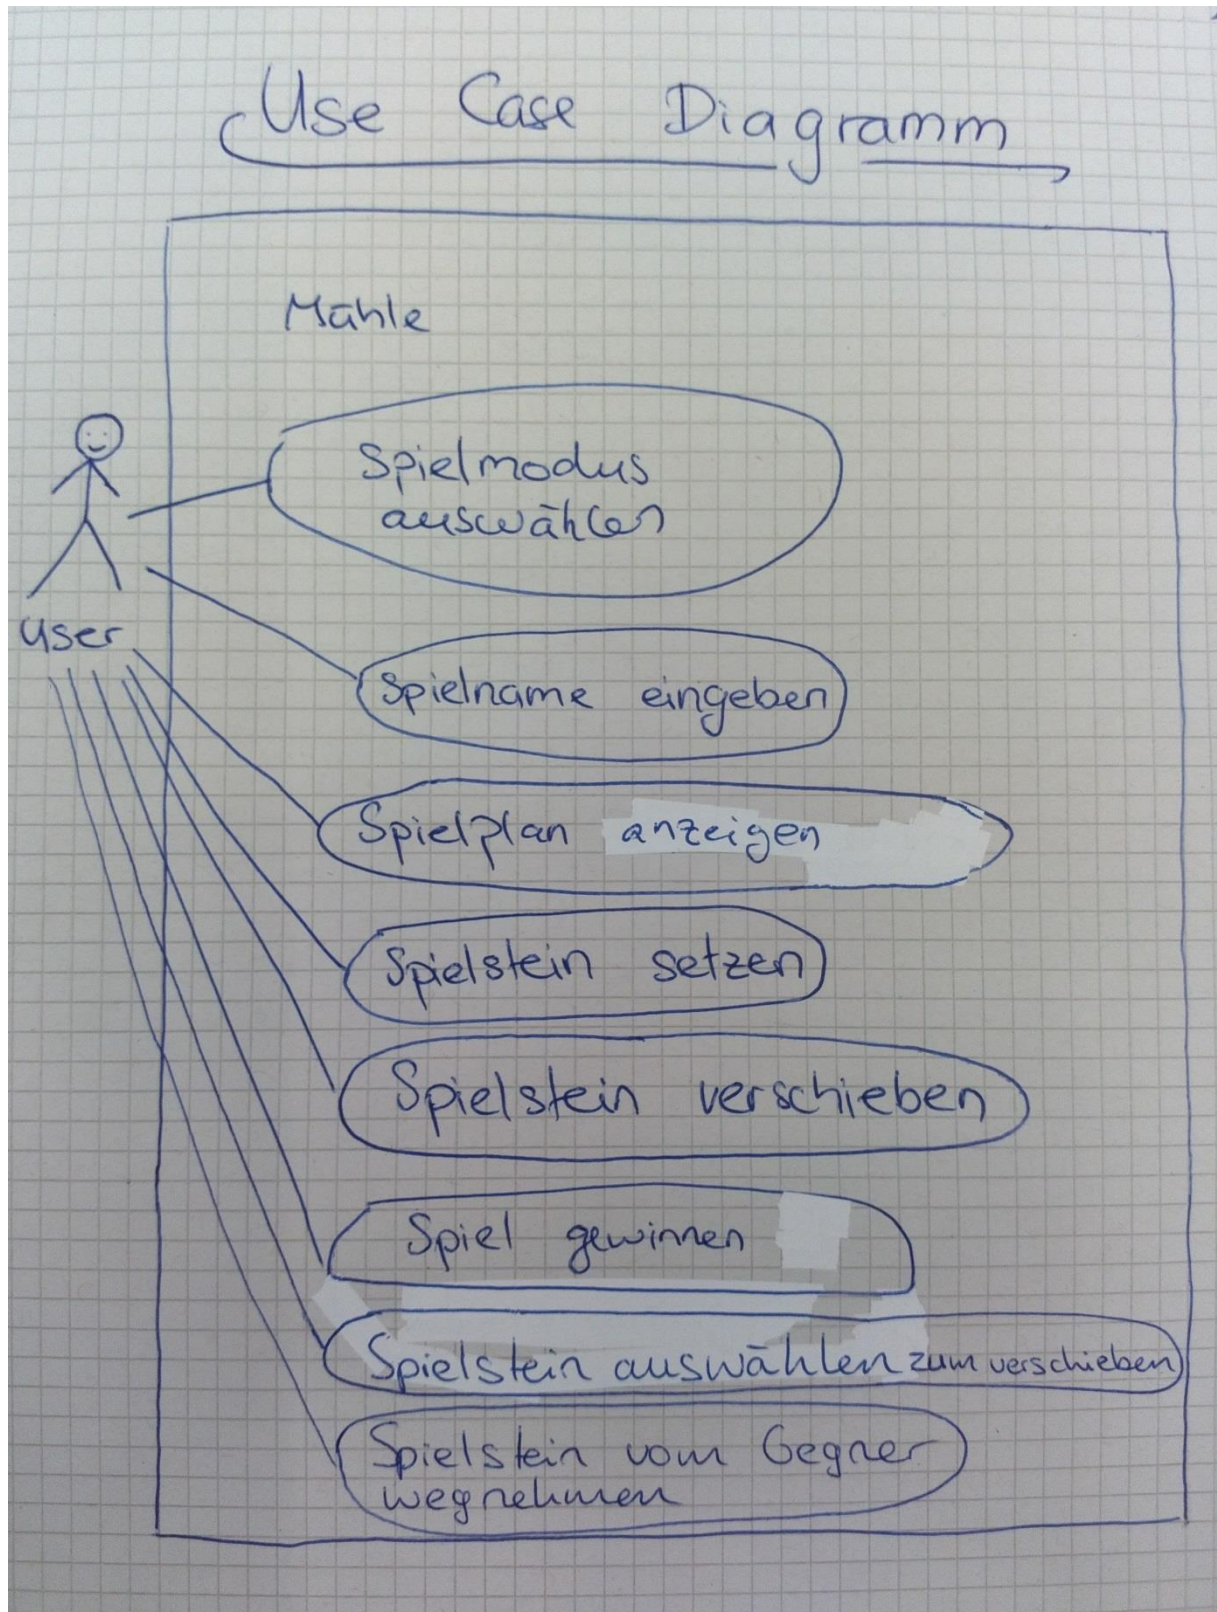 Use Case Diagramm
Mühle
Spielmodus
auswählen
user
Spielname eingeben
Spielplan anzeigen
Spielstein setzen
Spielstein verschieben
Spiel gewinnen
Spielstein auswählen zum verschieben
Spielstein vom Gegner
wegnehmen